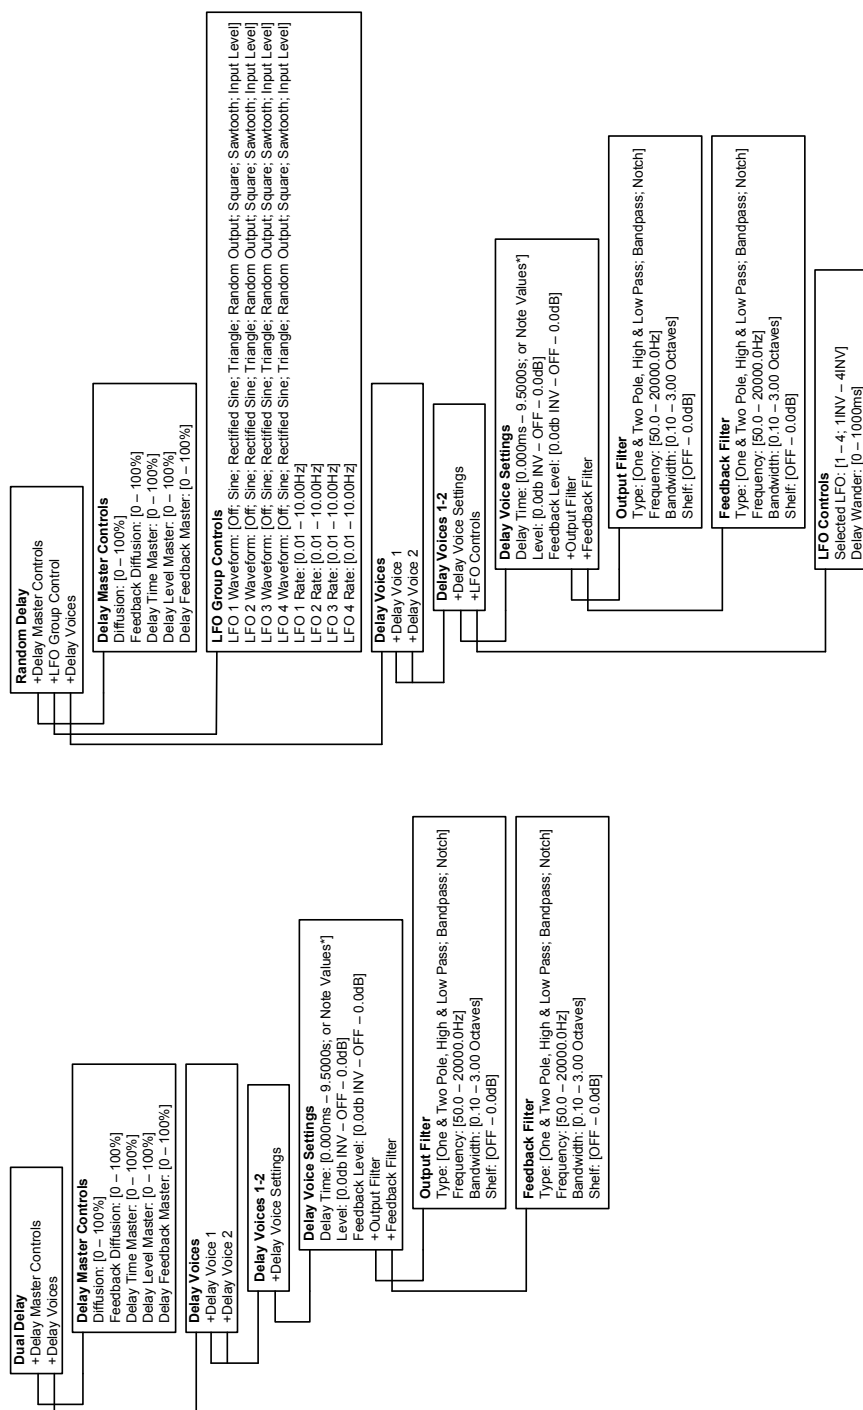 Dual Delay
+Delay Master Controls
+Delay Voices
Delay Master Controls
Diffusion: [0 – 100%]
Feedback Diffusion: [0 – 100%]
Delay Time Master: [0 – 100%]
Delay Level Master: [0 – 100%]
Delay Feedback Master: [0 – 100%]
Delay Voices
+Delay Voice 1
+Delay Voice 2
Delay Voices 1-2
+Delay Voice Settings
Delay Voice Settings
Delay Time: [0.000ms – 9.5000s; or Note Values*]
Level: [0.0db INV – OFF – 0.0dB]
Feedback Level: [0.0db INV – OFF – 0.0dB]
+Output Filter
+Feedback Filter
Output Filter
Type: [One & Two Pole, High & Low Pass; Bandpass; Notch]
Frequency: [50.0 – 20000.0Hz]
Bandwidth: [0.10 – 3.00 Octaves]
Shelf: [OFF – 0.0dB]
Feedback Filter
Type: [One & Two Pole, High & Low Pass; Bandpass; Notch]
Frequency: [50.0 – 20000.0Hz]
Bandwidth: [0.10 – 3.00 Octaves]
Shelf: [OFF – 0.0dB]
Random Delay
+Delay Master Controls
+LFO Group Control
+Delay Voices
Delay Master Controls
Diffusion: [0 – 100%]
Feedback Diffusion: [0 – 100%]
Delay Time Master: [0 – 100%]
Delay Level Master: [0 – 100%]
Delay Feedback Master: [0 – 100%]
LFO Group Controls
LFO 1 Waveform: [Off; Sine; Rectified Sine; Triangle; Random Output; Square; Sawtooth; Input Level]
LFO 2 Waveform: [Off; Sine; Rectified Sine; Triangle; Random Output; Square; Sawtooth; Input Level]
LFO 3 Waveform: [Off; Sine; Rectified Sine; Triangle; Random Output; Square; Sawtooth; Input Level]
LFO 4 Waveform: [Off; Sine; Rectified Sine; Triangle; Random Output; Square; Sawtooth; Input Level]
LFO 1 Rate: [0.01 – 10.00Hz]
LFO 2 Rate: [0.01 – 10.00Hz]
LFO 3 Rate: [0.01 – 10.00Hz]
LFO 4 Rate: [0.01 – 10.00Hz]
Delay Voices
+Delay Voice 1
+Delay Voice 2
Delay Voices 1-2
+Delay Voice Settings
+LFO Controls
Delay Voice Settings
Delay Time: [0.000ms – 9.5000s; or Note Values*]
Level: [0.0db INV – OFF – 0.0dB]
Feedback Level: [0.0db INV – OFF – 0.0dB]
+Output Filter
+Feedback Filter
Output Filter
Type: [One & Two Pole, High & Low Pass; Bandpass; Notch]
Frequency: [50.0 – 20000.0Hz]
Bandwidth: [0.10 – 3.00 Octaves]
Shelf: [OFF – 0.0dB]
Feedback Filter
Type: [One & Two Pole, High & Low Pass; Bandpass; Notch]
Frequency: [50.0 – 20000.0Hz]
Bandwidth: [0.10 – 3.00 Octaves]
Shelf: [OFF – 0.0dB]
LFO Controls
Selected LFO: [1 – 4; 1INV – 4INV]
Delay Wander: [0 – 1000ms]